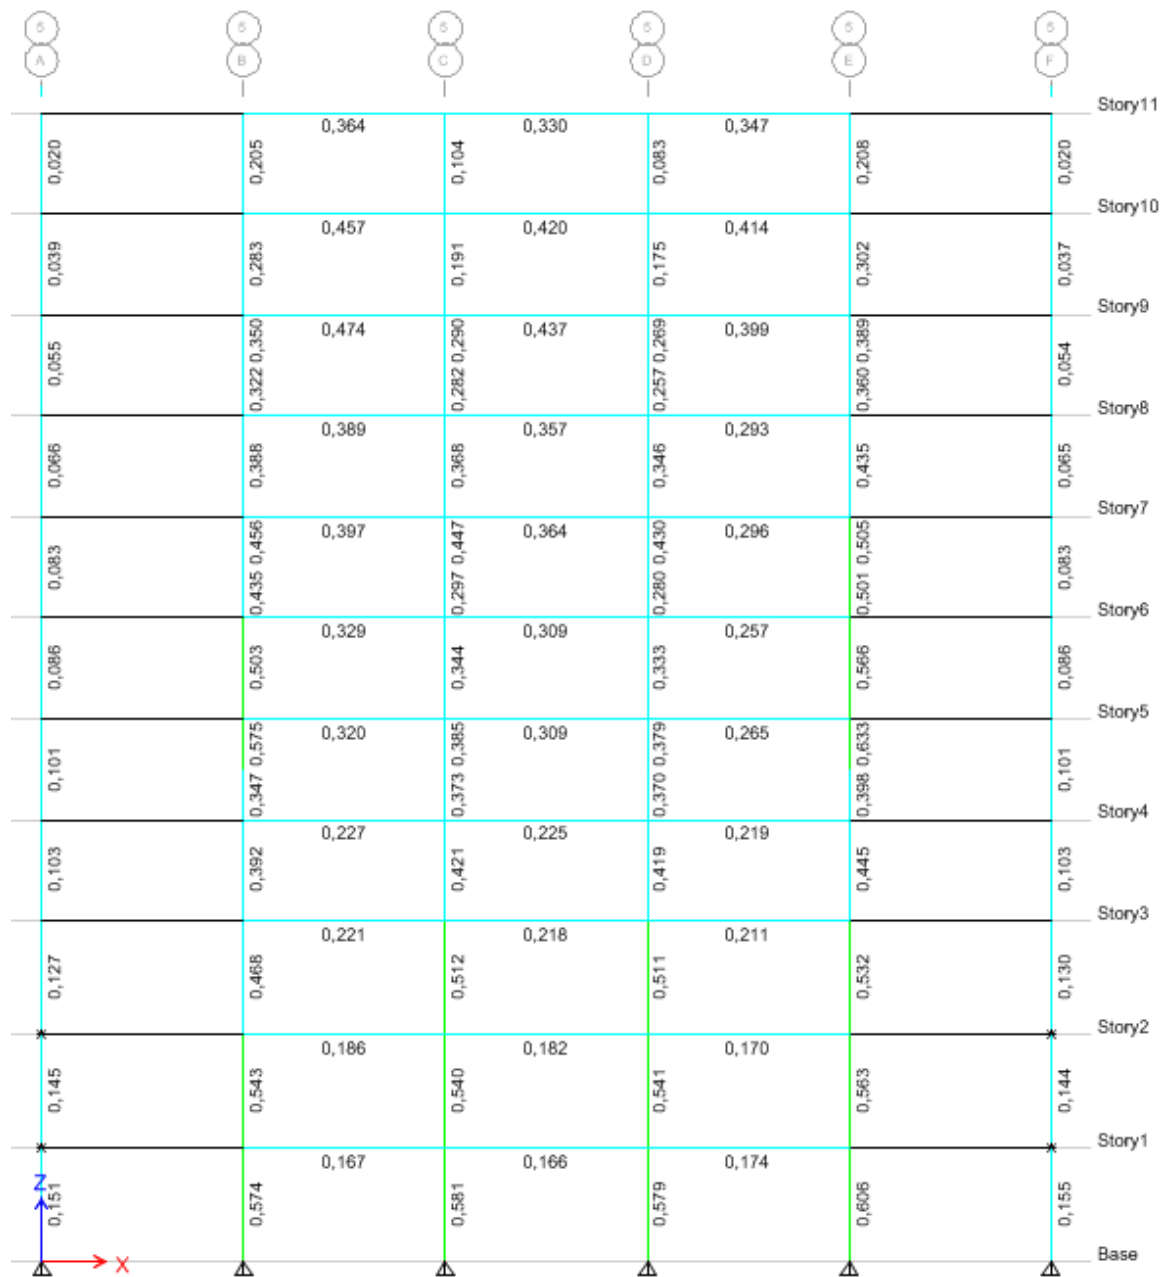 5 5 5 5 5 5
A B C D E F
Story11
0,364 0,330 0,347
0,020 0,205 0,104 0,083 0,208 0,020
Story10
0,457 0,420 0,414
0,039 0,283 0,191 0,175 0,302 0,037
Story9
0,474 0,437 0,399
0,055 0,322 0,350 0,282 0,290 0,257 0,269 0,360 0,389 0,054
Story8
0,389 0,357 0,293
0,066 0,388 0,368 0,346 0,435 0,065
Story7
0,397 0,364 0,296
0,083 0,435 0,456 0,297 0,447 0,280 0,430 0,501 0,505 0,083
Story6
0,329 0,309 0,257
0,086 0,503 0,344 0,333 0,566 0,086
Story5
0,320 0,309 0,265
0,101 0,347 0,575 0,373 0,385 0,370 0,379 0,398 0,633 0,101
Story4
0,227 0,225 0,219
0,103 0,392 0,421 0,419 0,445 0,103
Story3
0,221 0,218 0,211
0,127 0,468 0,512 0,511 0,532 0,130
Story2
0,186 0,182 0,170
0,145 0,543 0,540 0,541 0,563 0,144
Story1
0,167 0,166 0,174
Z
0,151 0,574 0,581 0,579 0,606 0,155
X
Base